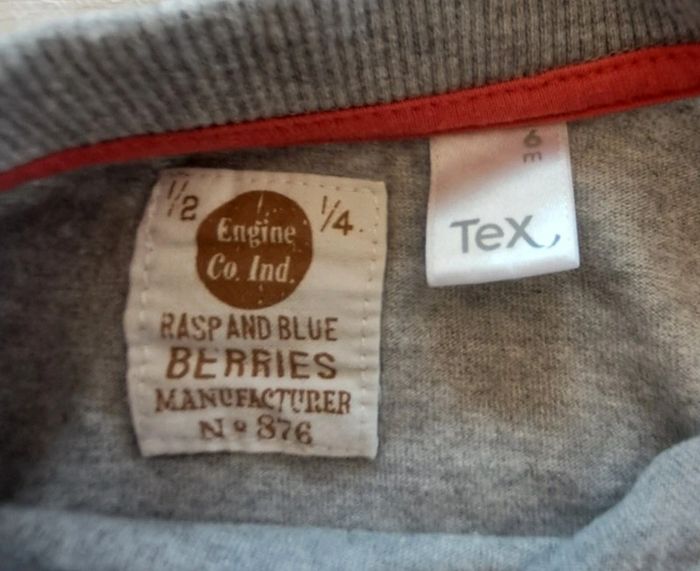 1/2
Engine
1/4.
Co. Ind.
RASP AND BLUE
BERRIES
MANUFACTURER
Nº 876
6
m
TeX